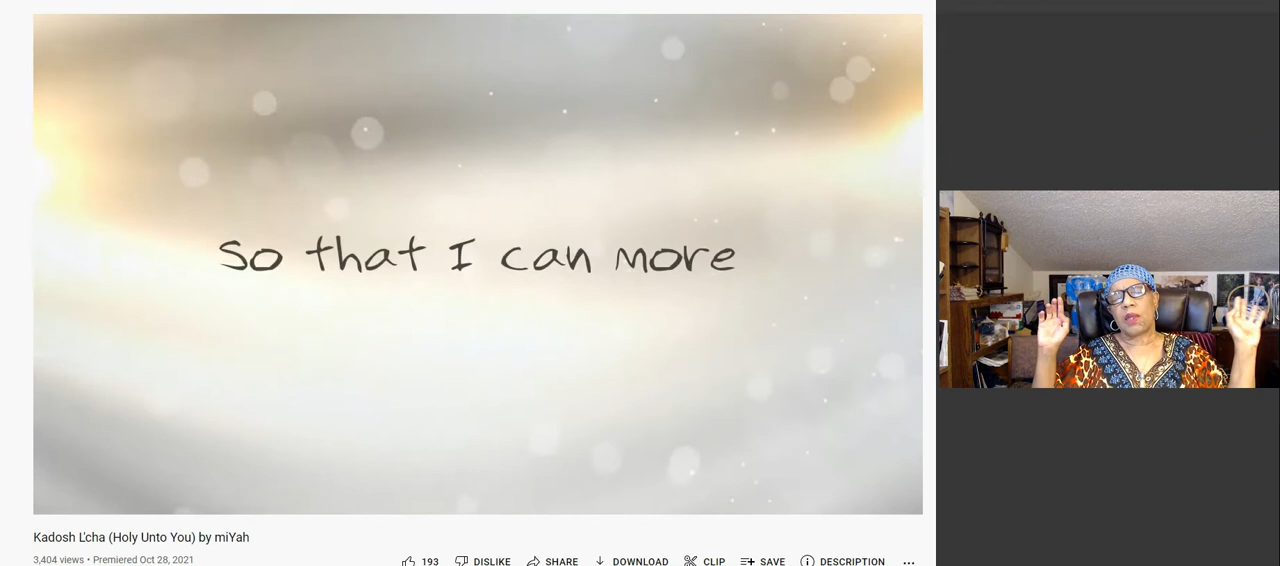 so that I can more
Kadosh L'cha (Holy Unto You) by miYah
3,404 views • Premiered Oct 28, 2021
193 DISLIKE SHARE DOWNLOAD CLIP SAVE DESCRIPTION ...